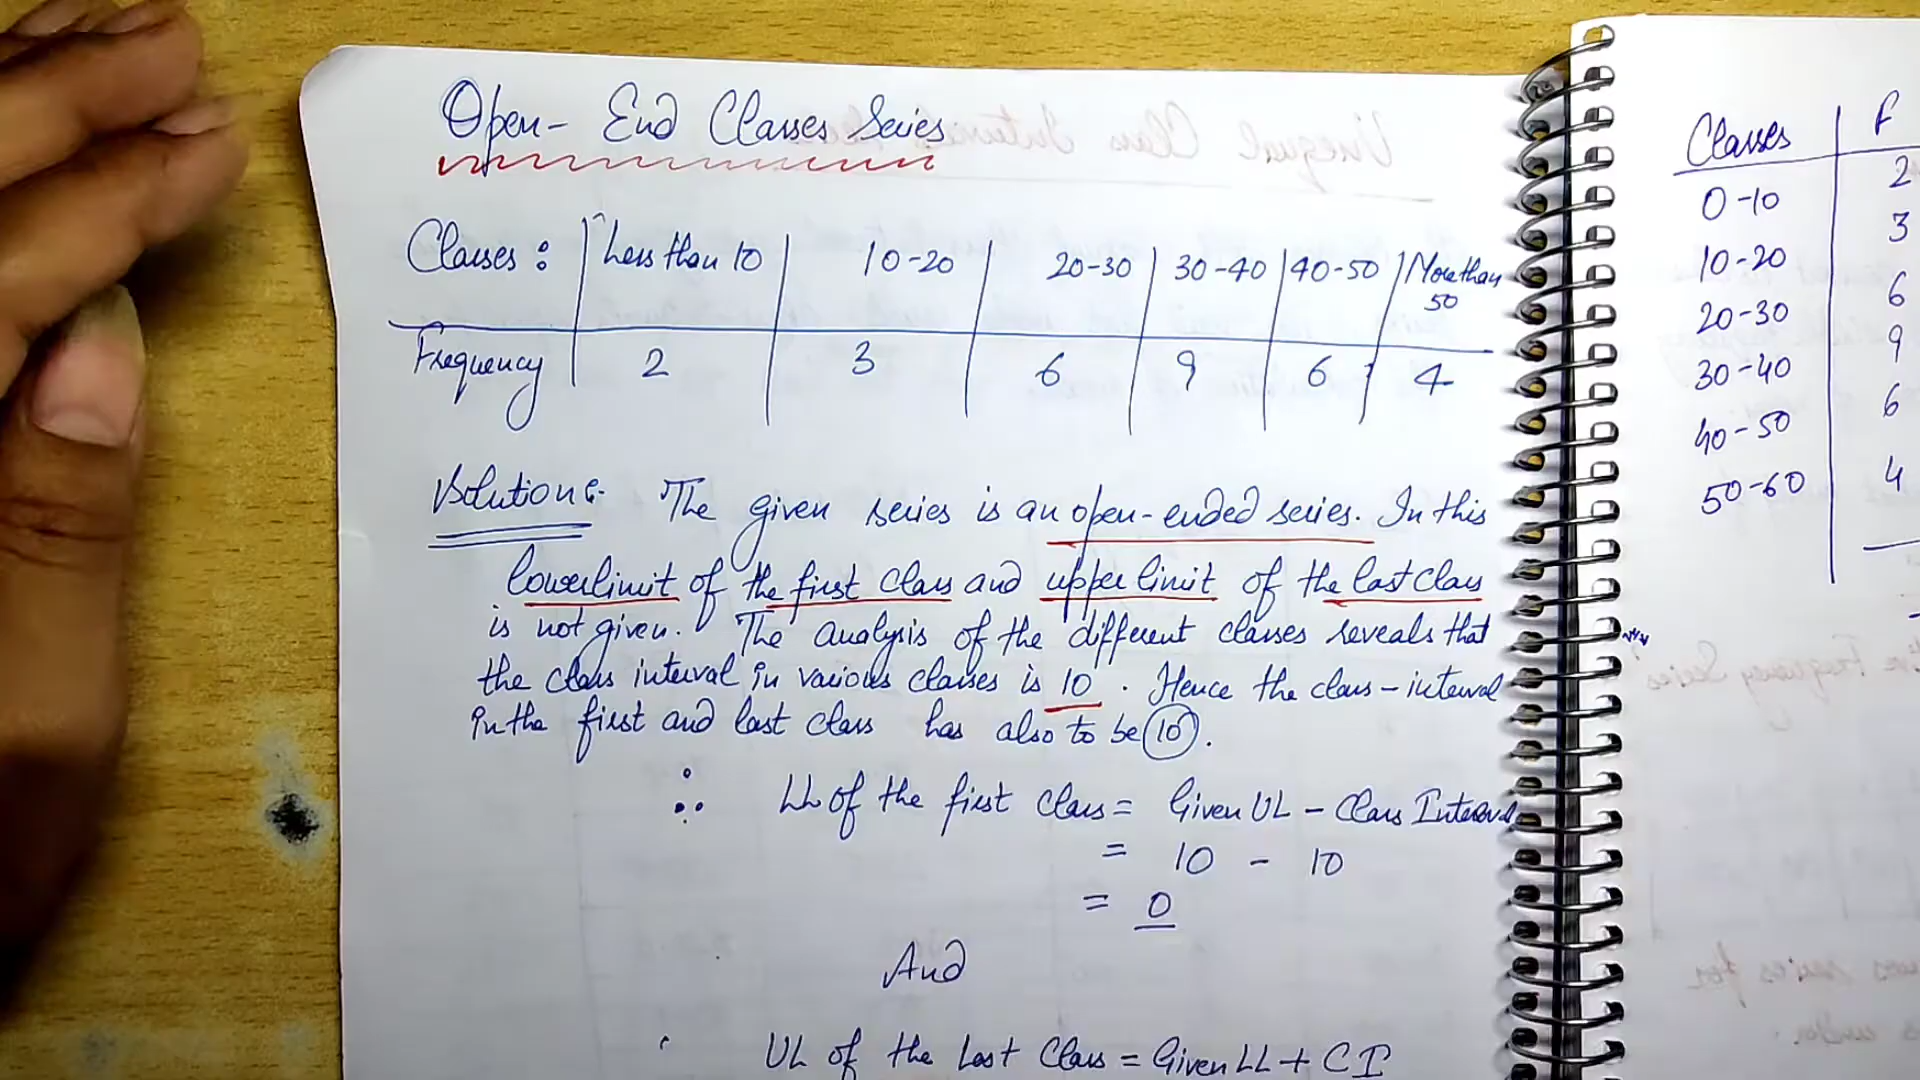 Open-End Classes Series
Classes: Less than 10 10-20 20-30 30-40 40-50 More than 50
Frequency 2 3 6 9 6 4
Solution:- The given series is an open-ended series. In this
lower limit of the first class and upper limit of the last class
is not given. The analysis of the different classes reveals that
the class interval in various classes is 10. Hence the class-interval
in the first and last class has also to be 10.
∴ LL of the first class = Given UL - Class Interval
= 10 - 10
= 0
And
UL of the Last Class = Given LL + CI
Classes f
0-10 2
10-20 3
20-30 6
30-40 9
40-50 6
50-60 4